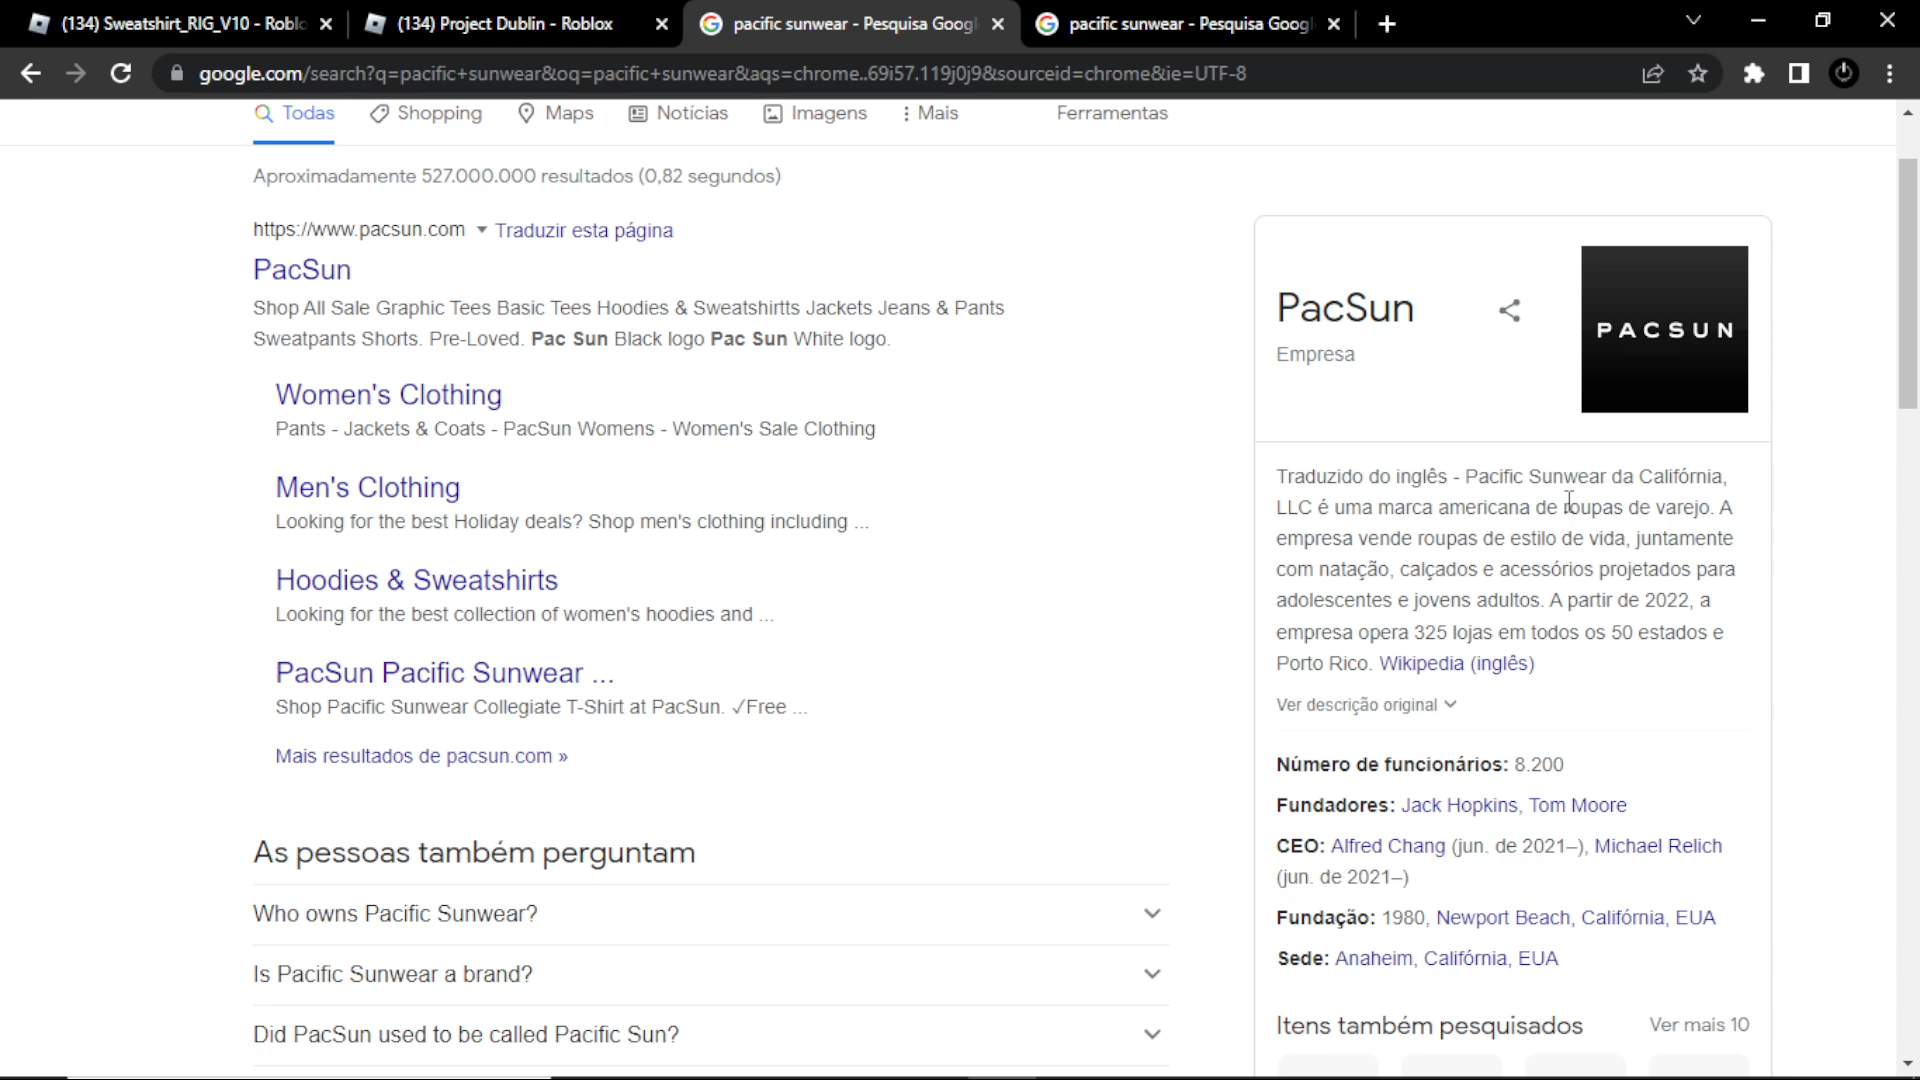 (134) Sweatshirt_RIG_V10 - Roblo
(134) Project Dublin - Roblox
pacific sunwear - Pesquisa Goog
pacific sunwear - Pesquisa Googl
google.com/search?q=pacific+sunwear&oq=pacific+sunwear&aqs=chrome..69i57.119j0j9&sourceid=chrome&ie=UTF-8
Todas
Shopping
Maps
Notícias
Imagens
Mais
Ferramentas
Aproximadamente 527.000.000 resultados (0,82 segundos)
https://www.pacsun.com
Traduzir esta página
PacSun
Shop All Sale Graphic Tees Basic Tees Hoodies & Sweatshirtts Jackets Jeans & Pants
Sweatpants Shorts. Pre-Loved. Pac Sun Black logo Pac Sun White logo.
Women's Clothing
Pants - Jackets & Coats - PacSun Womens - Women's Sale Clothing
Men's Clothing
Looking for the best Holiday deals? Shop men's clothing including ...
Hoodies & Sweatshirts
Looking for the best collection of women's hoodies and ...
PacSun Pacific Sunwear ...
Shop Pacific Sunwear Collegiate T-Shirt at PacSun. ✓Free ...
Mais resultados de pacsun.com »
As pessoas também perguntam
Who owns Pacific Sunwear?
Is Pacific Sunwear a brand?
Did PacSun used to be called Pacific Sun?
PacSun
Empresa
PACSUN
Traduzido do inglês - Pacific Sunwear da Califórnia,
LLC é uma marca americana de roupas de varejo. A
empresa vende roupas de estilo de vida, juntamente
com natação, calçados e acessórios projetados para
adolescentes e jovens adultos. A partir de 2022, a
empresa opera 325 lojas em todos os 50 estados e
Porto Rico. Wikipedia (inglês)
Ver descrição original
Número de funcionários: 8.200
Fundadores: Jack Hopkins, Tom Moore
CEO: Alfred Chang (jun. de 2021–), Michael Relich
(jun. de 2021–)
Fundação: 1980, Newport Beach, Califórnia, EUA
Sede: Anaheim, Califórnia, EUA
Itens também pesquisados
Ver mais 10